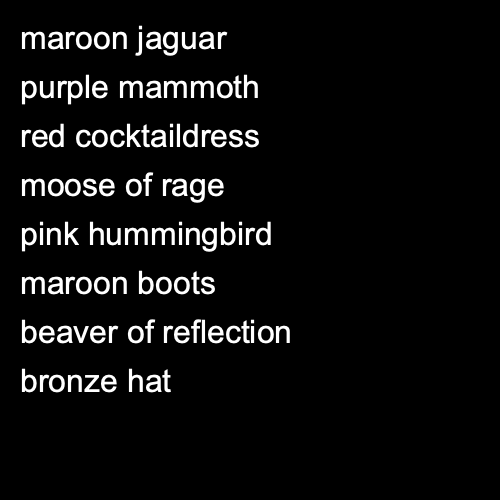 maroon jaguar
purple mammoth
red cocktaildress
moose of rage
pink hummingbird
maroon boots
beaver of reflection
bronze hat